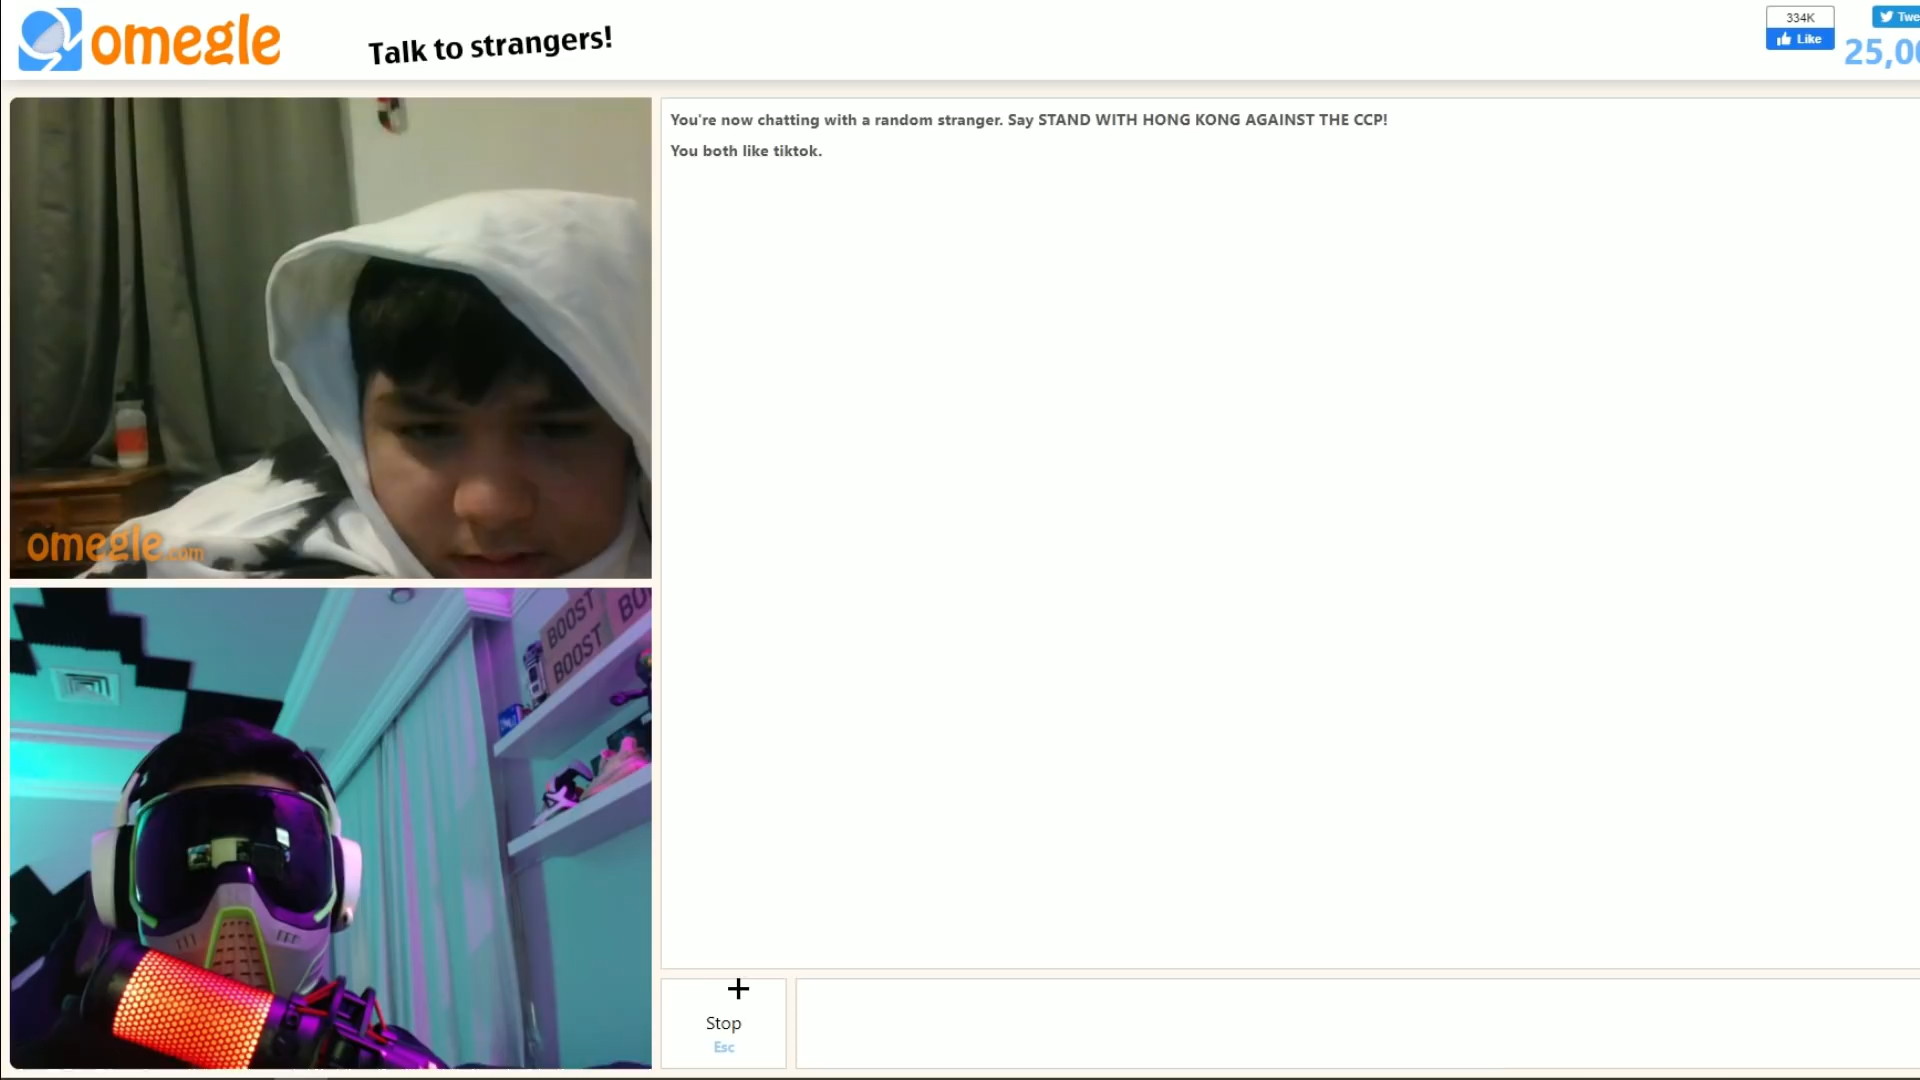 omegle
Talk to strangers!
334K
Like
Twe
25,00
You're now chatting with a random stranger. Say STAND WITH HONG KONG AGAINST THE CCP!
You both like tiktok.
omegle.com
BOOST
BOOST
BO
Stop
Esc